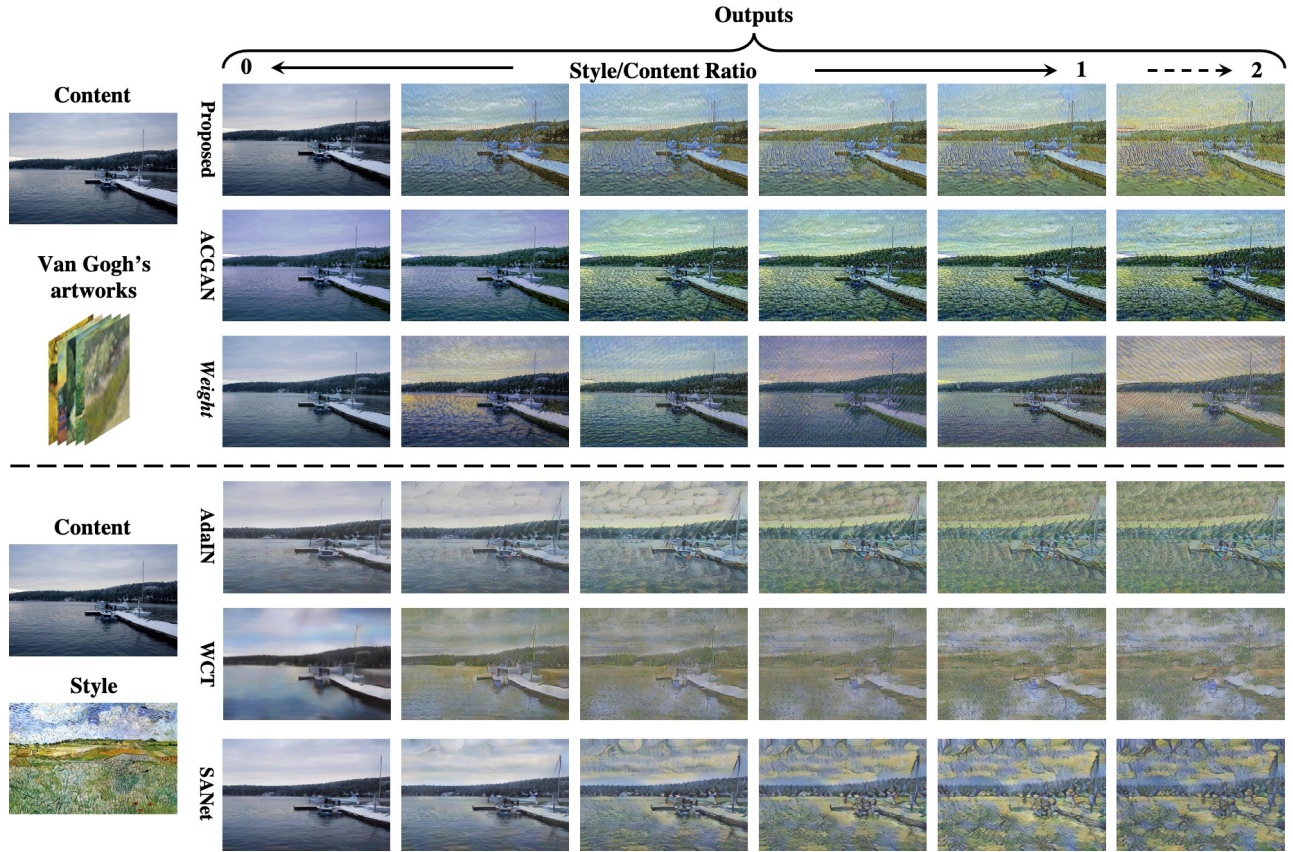 Outputs
0 Style/Content Ratio 1 2
Content
Proposed
ACGAN
Van Gogh's
artworks
Weight
Content
AdaIN
WCT
Style
SANet